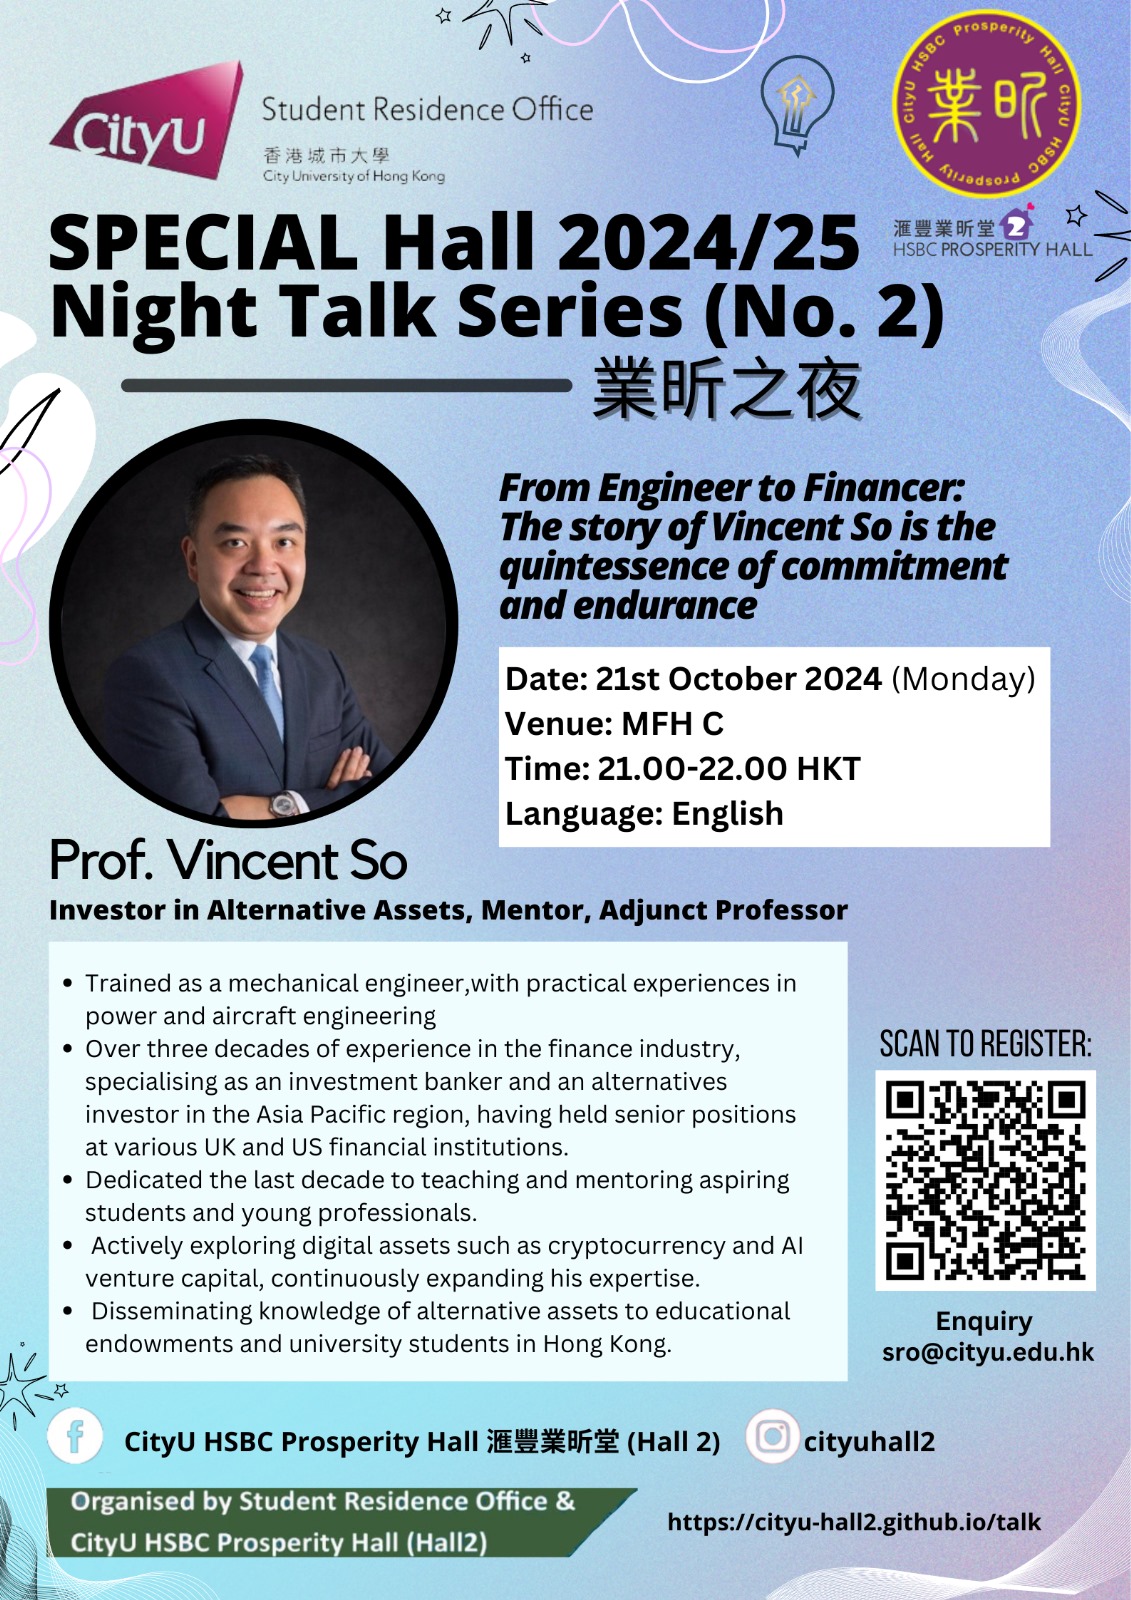 CityU
Student Residence Office
香港城市大學
City University of Hong Kong
CityU HSBC Prosperity Hall CityU HSBC Prosperity Hall
業昕
滙豐業昕堂 2
HSBC PROSPERITY HALL
SPECIAL Hall 2024/25
Night Talk Series (No. 2)
業昕之夜
From Engineer to Financer:
The story of Vincent So is the
quintessence of commitment
and endurance
Date: 21st October 2024 (Monday)
Venue: MFH C
Time: 21.00-22.00 HKT
Language: English
Prof. Vincent So
Investor in Alternative Assets, Mentor, Adjunct Professor
• Trained as a mechanical engineer,with practical experiences in
power and aircraft engineering
• Over three decades of experience in the finance industry,
specialising as an investment banker and an alternatives
investor in the Asia Pacific region, having held senior positions
at various UK and US financial institutions.
• Dedicated the last decade to teaching and mentoring aspiring
students and young professionals.
• Actively exploring digital assets such as cryptocurrency and AI
venture capital, continuously expanding his expertise.
• Disseminating knowledge of alternative assets to educational
endowments and university students in Hong Kong.
SCAN TO REGISTER:
Enquiry
sro@cityu.edu.hk
CityU HSBC Prosperity Hall 滙豐業昕堂 (Hall 2)
cityuhall2
Organised by Student Residence Office &
CityU HSBC Prosperity Hall (Hall2)
https://cityu-hall2.github.io/talk